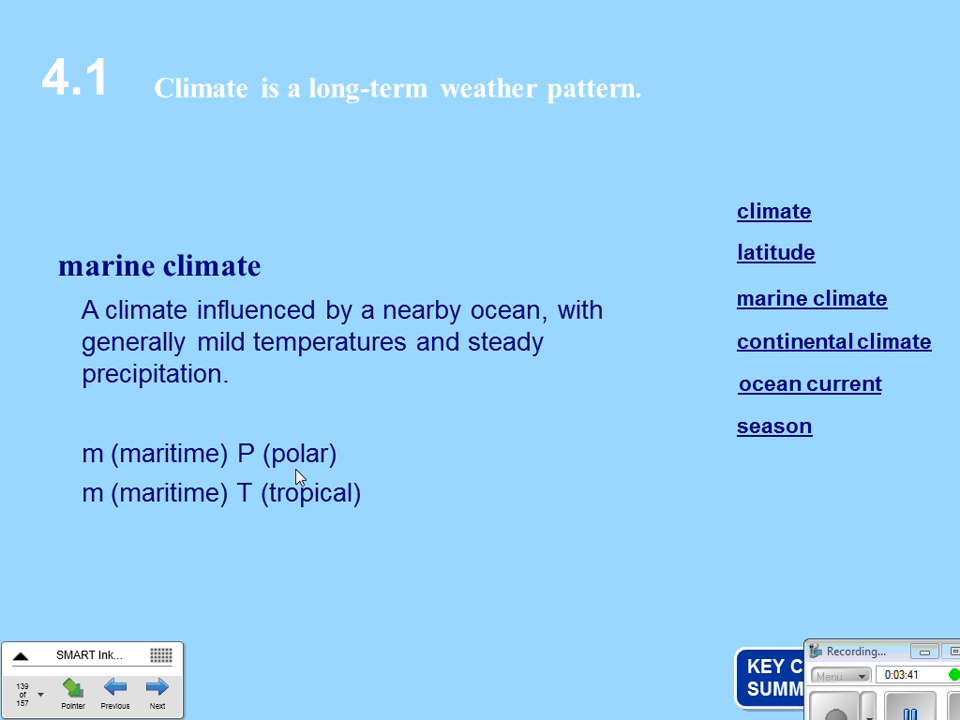 4.1
Climate is a long-term weather pattern.
climate
latitude
marine climate
marine climate
A climate influenced by a nearby ocean, with
generally mild temperatures and steady
precipitation.
continental climate
ocean current
season
m (maritime) P (polar)
m (maritime) T (tropical)
SMART Ink...
139
of
157
Pointer
Previous
Next
KEY C
SUMM
Recording...
Menu
0:03:41